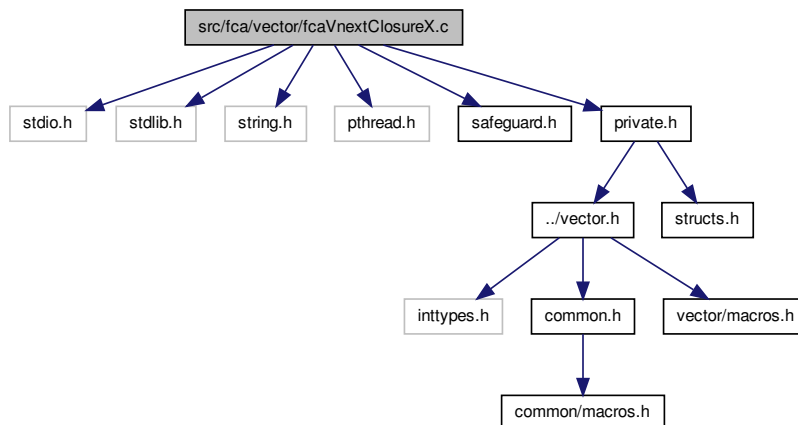 src/fca/vector/fcaVnextClosureX.c
stdio.h
stdlib.h
string.h
pthread.h
safeguard.h
private.h
../vector.h
structs.h
inttypes.h
common.h
vector/macros.h
common/macros.h